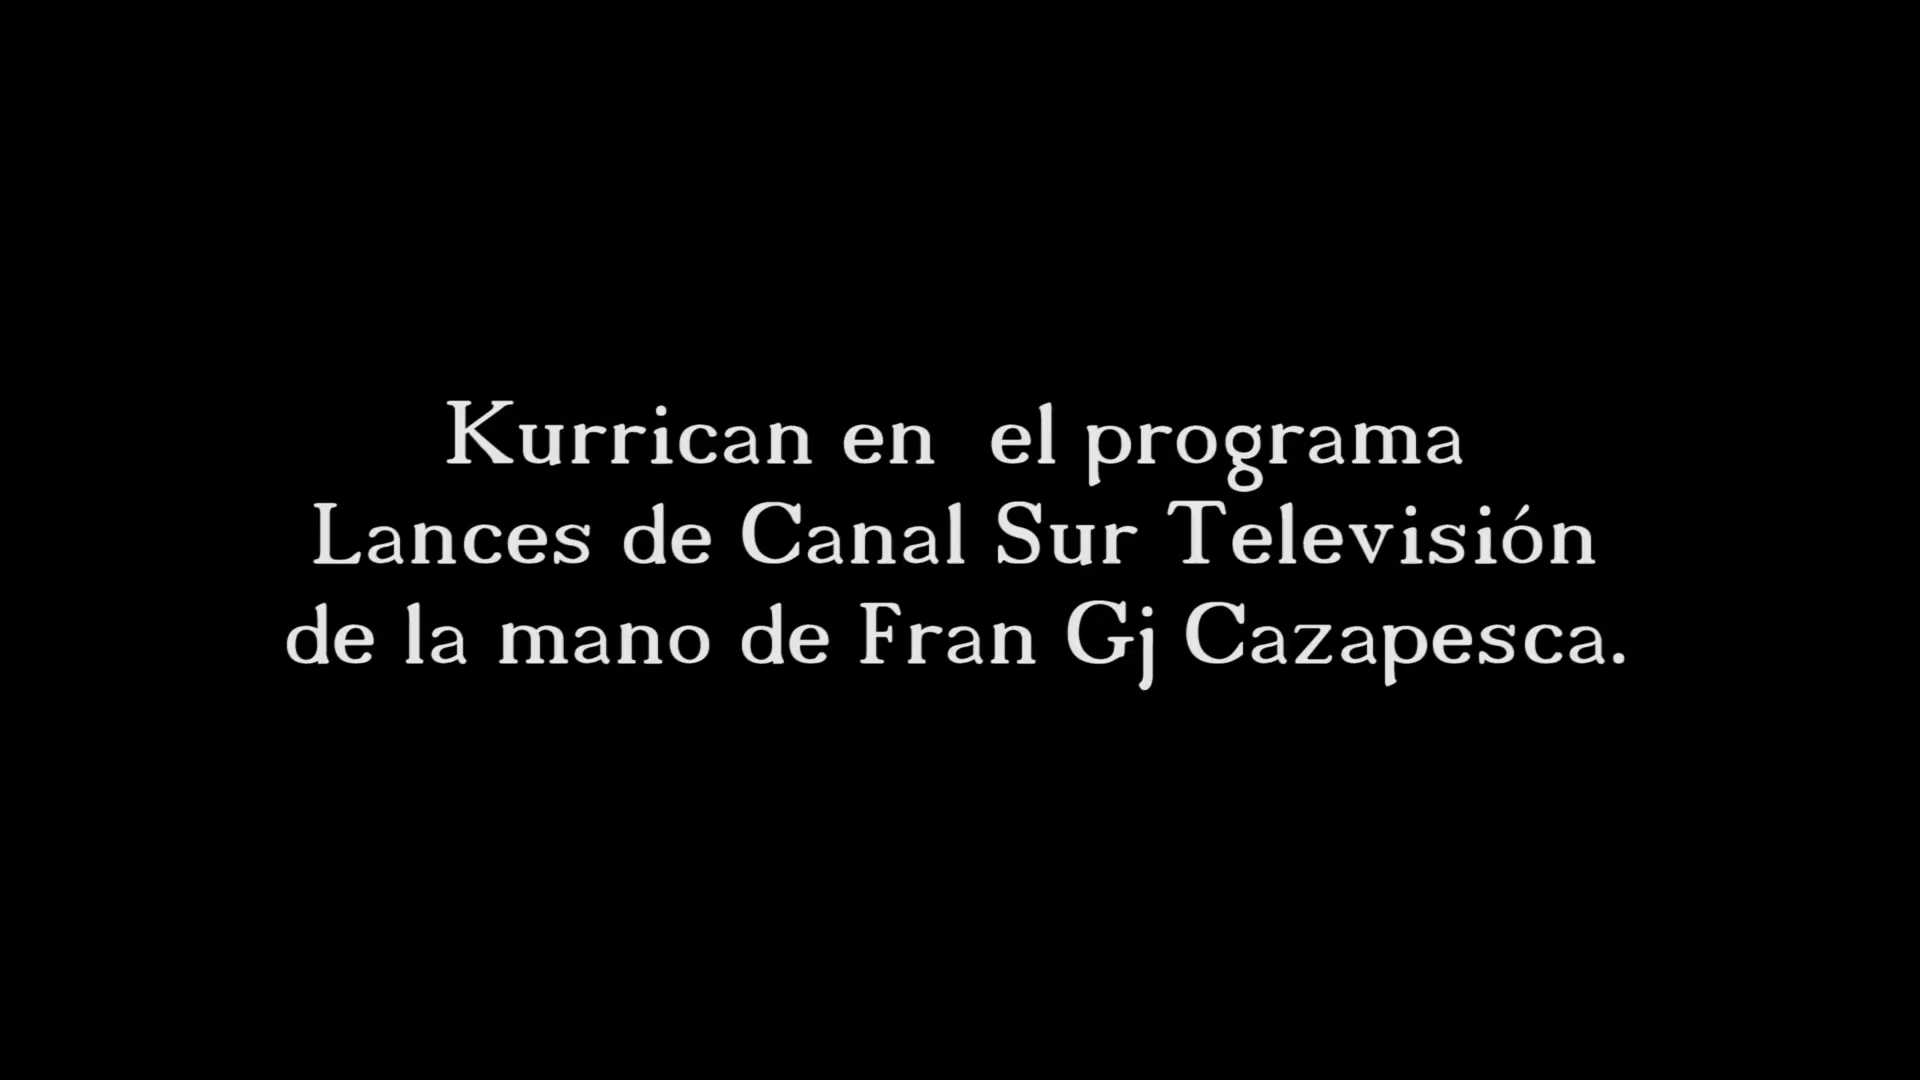 Kurrican en  el programa
Lances de Canal Sur Televisión
de la mano de Fran Gj Cazapesca.